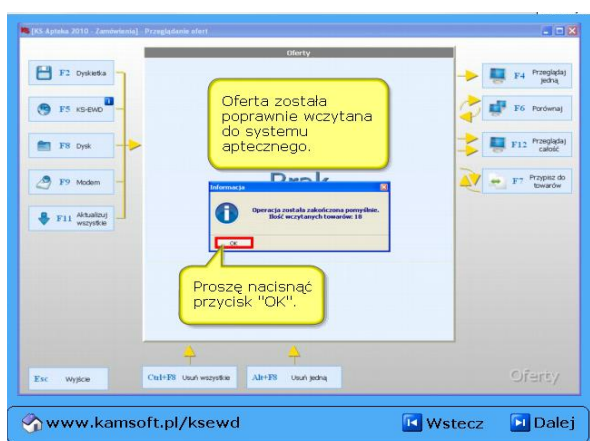 [KS-Apteka 2010 - Zamówienia] - Przeglądanie ofert
Oferty
F2 Dyskietka
F5 KS-EWD
F8 Dysk
F9 Modem
F11 Aktualizuj
wszystkie
Oferta została
poprawnie wczytana
do systemu
aptecznego.
Brak
Informacja
Operacja została zakończona pomyślnie.
Ilość wczytanych towarów: 18
OK
Proszę nacisnąć
przycisk "OK".
F4 Przeglądaj
jedną
F6 Porównaj
F12 Przeglądaj
całość
F7 Przypisz do
towarów
Esc Wyjście
Ctrl+F8 Usuń wszystkie
Alt+F8 Usuń jedną
Oferty
www.kamsoft.pl/ksewd
Wstecz
Dalej